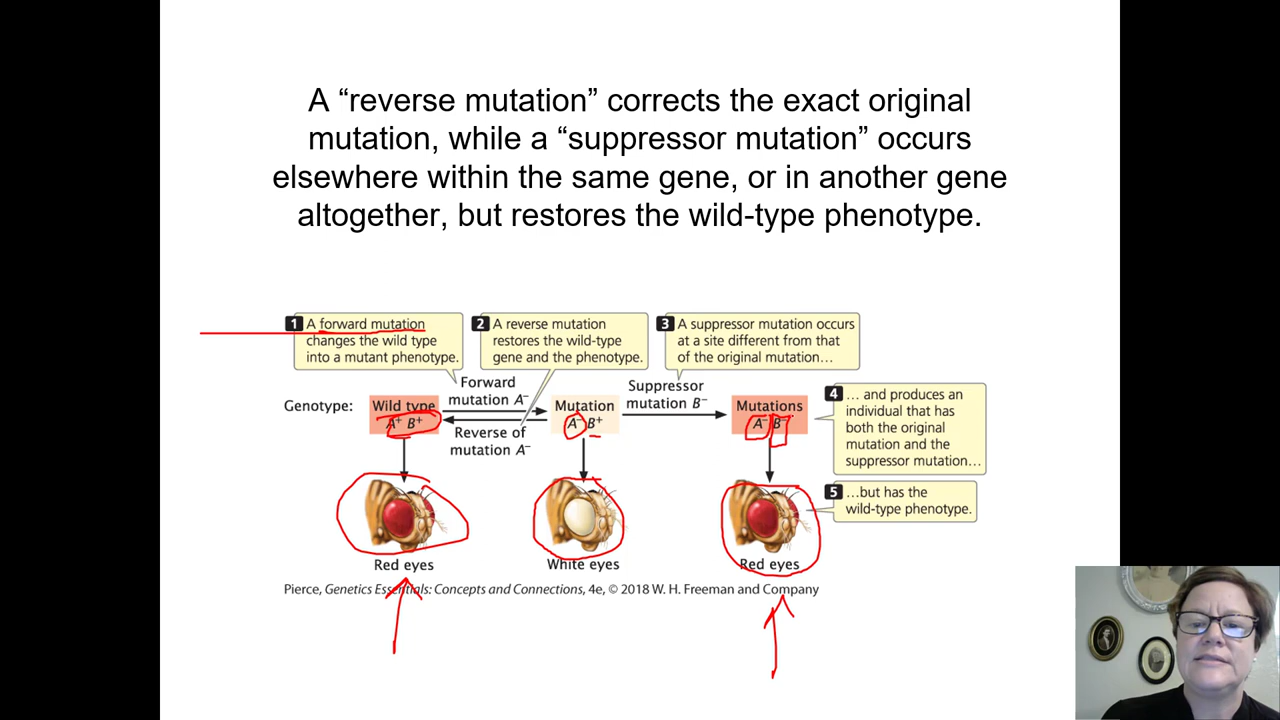 A “reverse mutation” corrects the exact original
mutation, while a “suppressor mutation” occurs
elsewhere within the same gene, or in another gene
altogether, but restores the wild-type phenotype.
1 A forward mutation
changes the wild type
into a mutant phenotype.
2 A reverse mutation
restores the wild-type
gene and the phenotype.
3 A suppressor mutation occurs
at a site different from that
of the original mutation…
Forward
mutation A⁻
Suppressor
mutation B⁻
Genotype:
Wild type
A⁺ B⁺
Reverse of
mutation A⁻
Mutation
A⁻ B⁺
Mutations
A⁻ B⁻
4 … and produces an
individual that has
both the original
mutation and the
suppressor mutation…
5 …but has the
wild-type phenotype.
Red eyes
White eyes
Red eyes
Pierce, Genetics Essentials: Concepts and Connections, 4e, © 2018 W. H. Freeman and Company